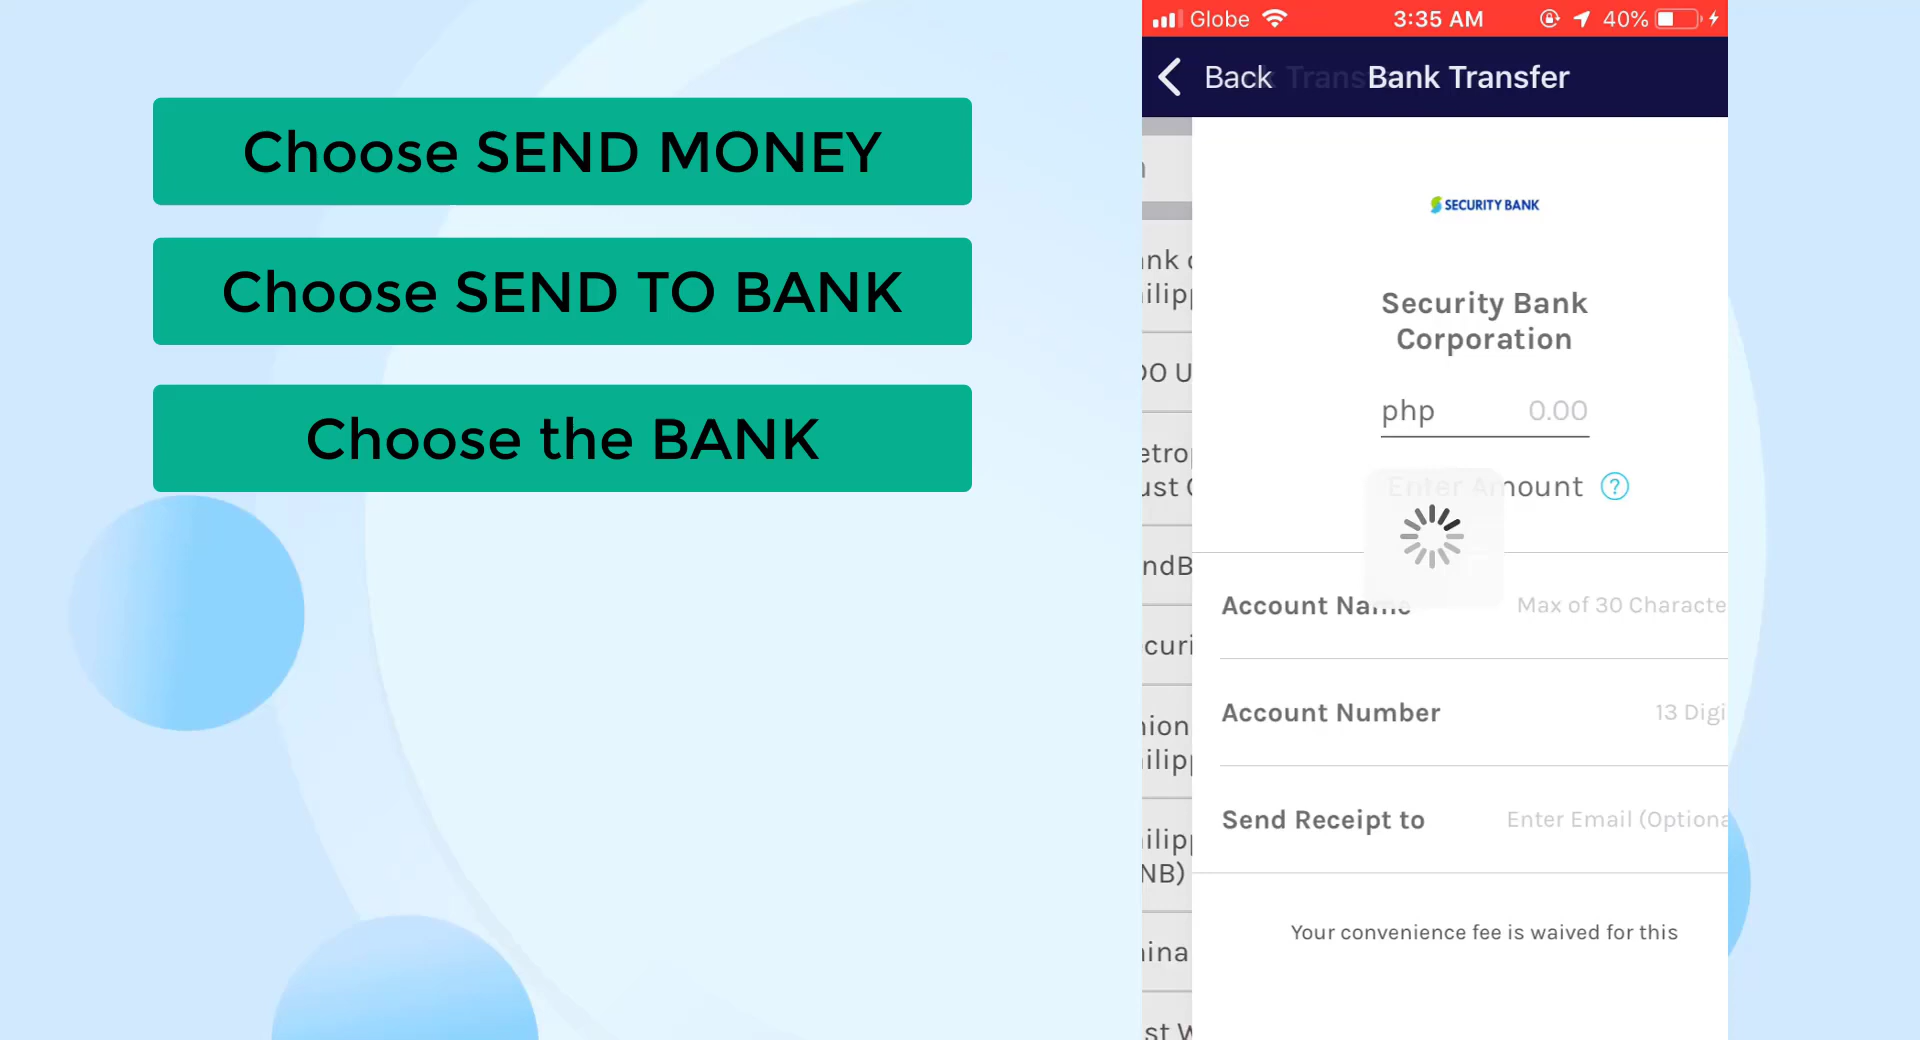 Choose SEND MONEY
Choose SEND TO BANK
Choose the BANK
Globe 3:35 AM 40%
Back Bank Transfer
SECURITY BANK
Security Bank
Corporation
php 0.00
Enter Amount ?
Account Name Max of 30 Characte
Account Number 13 Digi
Send Receipt to Enter Email (Optiona
Your convenience fee is waived for this